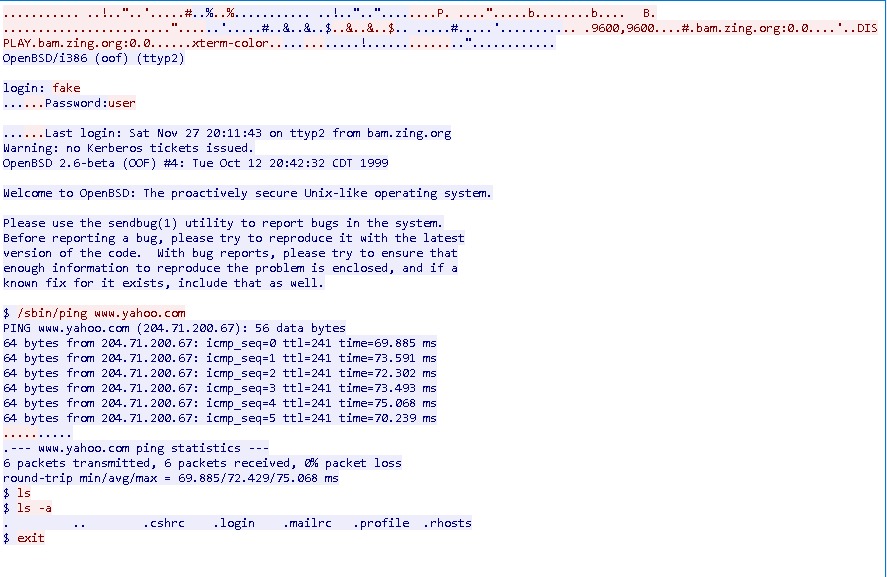 ........... ..!.."..'.....#..%..%.......... ..!..".."........P. ....."....b........b.... B.
........................."......'.....#..&..&..$..&..&..$.. .....#.....'........... .9600,9600....#.bam.zing.org:0.0....'..DIS
PLAY.bam.zing.org:0.0......xterm-color.............!.............."............
OpenBSD/i386 (oof) (ttyp2)
login: fake
......Password:user
......Last login: Sat Nov 27 20:11:43 on ttyp2 from bam.zing.org
Warning: no Kerberos tickets issued.
OpenBSD 2.6-beta (OOF) #4: Tue Oct 12 20:42:32 CDT 1999
Welcome to OpenBSD: The proactively secure Unix-like operating system.
Please use the sendbug(1) utility to report bugs in the system.
Before reporting a bug, please try to reproduce it with the latest
version of the code.  With bug reports, please try to ensure that
enough information to reproduce the problem is enclosed, and if a
known fix for it exists, include that as well.
$ /sbin/ping www.yahoo.com
PING www.yahoo.com (204.71.200.67): 56 data bytes
64 bytes from 204.71.200.67: icmp_seq=0 ttl=241 time=69.885 ms
64 bytes from 204.71.200.67: icmp_seq=1 ttl=241 time=73.591 ms
64 bytes from 204.71.200.67: icmp_seq=2 ttl=241 time=72.302 ms
64 bytes from 204.71.200.67: icmp_seq=3 ttl=241 time=73.493 ms
64 bytes from 204.71.200.67: icmp_seq=4 ttl=241 time=75.068 ms
64 bytes from 204.71.200.67: icmp_seq=5 ttl=241 time=70.239 ms
..........
.--- www.yahoo.com ping statistics ---
6 packets transmitted, 6 packets received, 0% packet loss
round-trip min/avg/max = 69.885/72.429/75.068 ms
$ ls
$ ls -a
.         ..        .cshrc    .login    .mailrc   .profile  .rhosts
$ exit